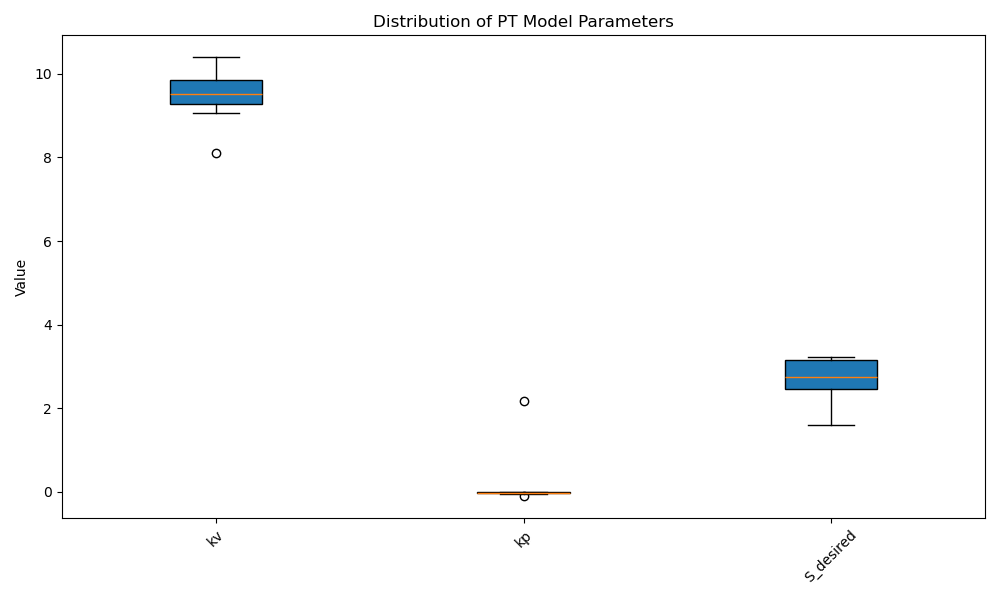 Distribution of PT Model Parameters
Value
10
8
6
4
2
0
kv
kp
S_desired